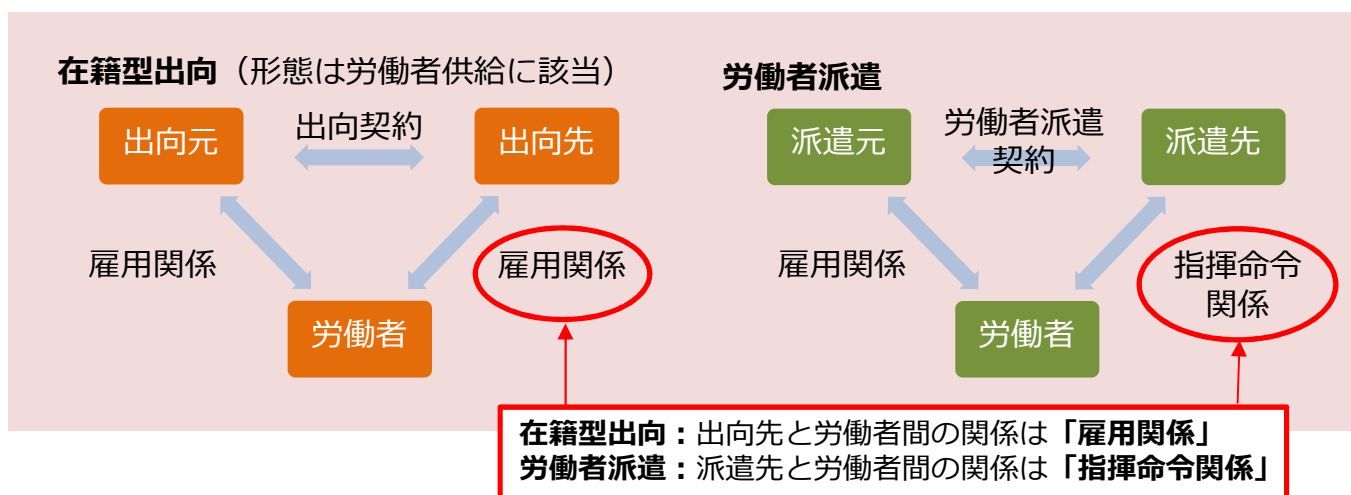 在籍型出向（形態は労働者供給に該当）
出向元
出向契約
出向先
雇用関係
雇用関係
労働者
労働者派遣
派遣元
労働者派遣
契約
派遣先
雇用関係
指揮命令
関係
労働者
在籍型出向：出向先と労働者間の関係は「雇用関係」
労働者派遣：派遣先と労働者間の関係は「指揮命令関係」